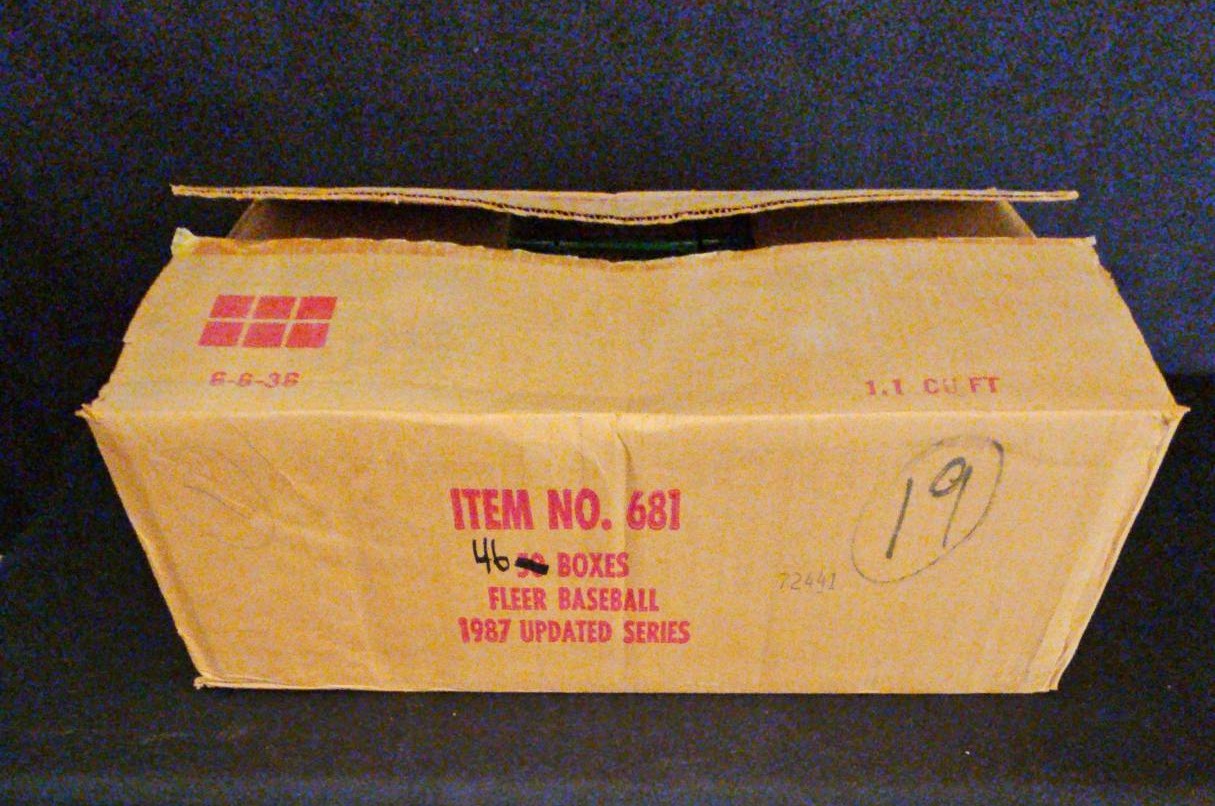 6-6-36
1.1 CU FT
ITEM NO. 681
46 50 BOXES
FLEER BASEBALL
1987 UPDATED SERIES
72441
19